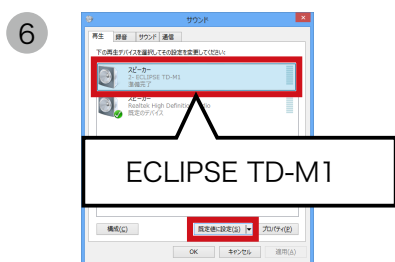 6
サウンド
再生 録音 サウンド 通信
下の再生デバイスを選択してその設定を変更してください:
スピーカー
2- ECLIPSE TD-M1
準備完了
スピーカー
Realtek High Definition Audio
既定のデバイス
ECLIPSE TD-M1
構成(C) 既定値に設定(S) プロパティ(P)
OK キャンセル 適用(A)